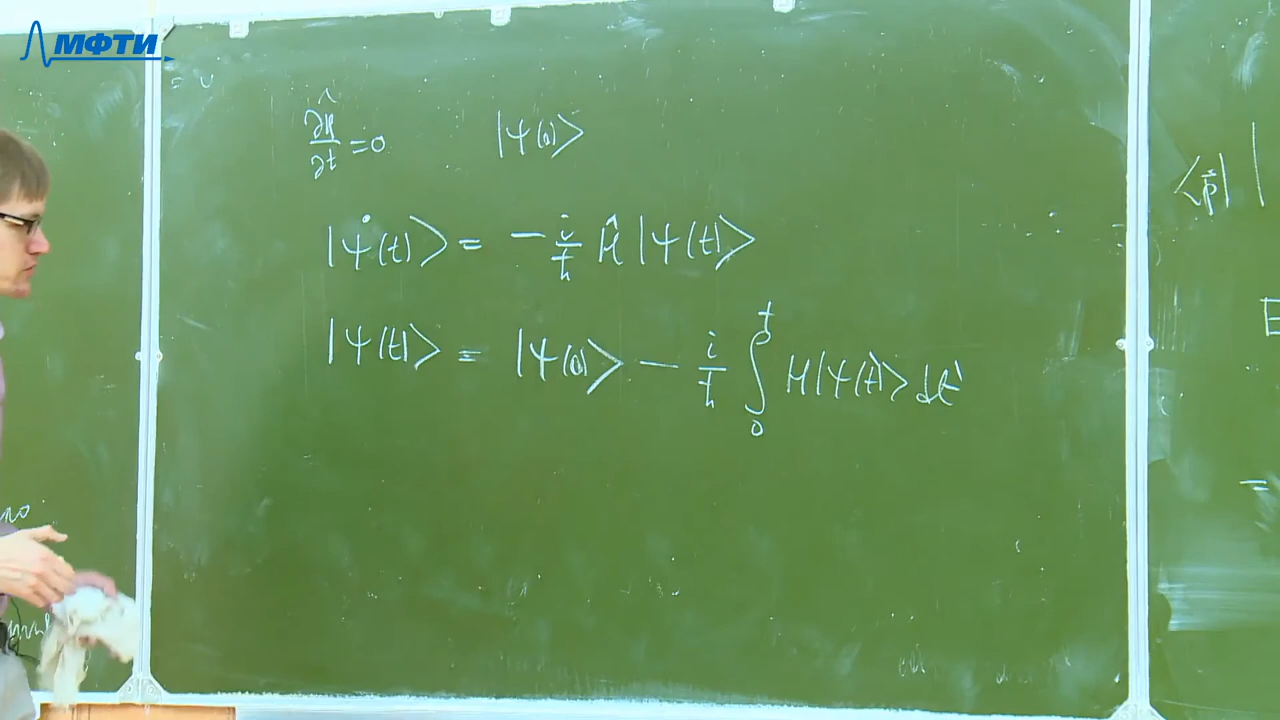 МФТИ
∂Ĥ/∂t = 0 |ψ(0)>
|ψ̇(t)> = − i/ħ Ĥ |ψ(t)>
|ψ(t)> = |ψ(0)> − i/ħ ∫₀ᵗ H|ψ(t')> dt'
<p⃗|